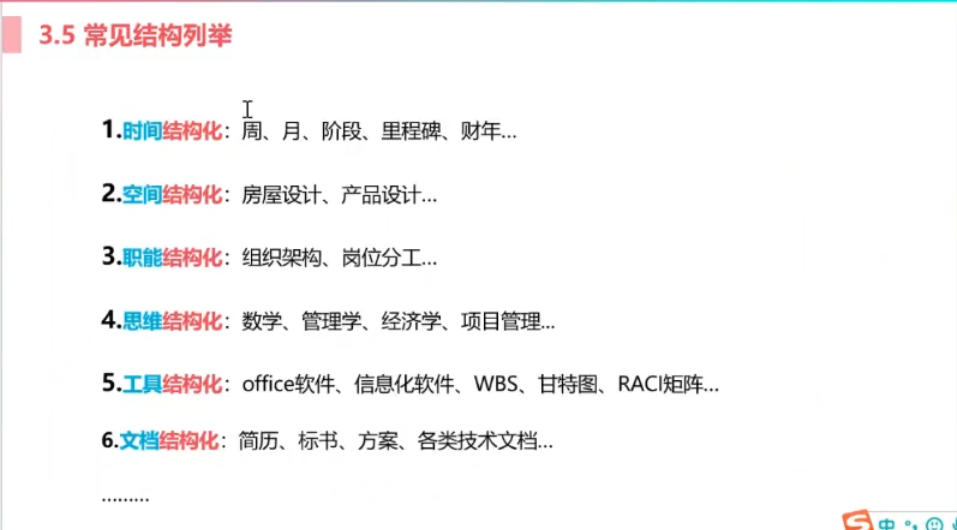 3.5 常见结构列举
1.时间结构化：周、月、阶段、里程碑、财年...
2.空间结构化：房屋设计、产品设计...
3.职能结构化：组织架构、岗位分工...
4.思维结构化：数学、管理学、经济学、项目管理...
5.工具结构化：office软件、信息化软件、WBS、甘特图、RACI矩阵...
6.文档结构化：简历、标书、方案、各类技术文档...
.........
中